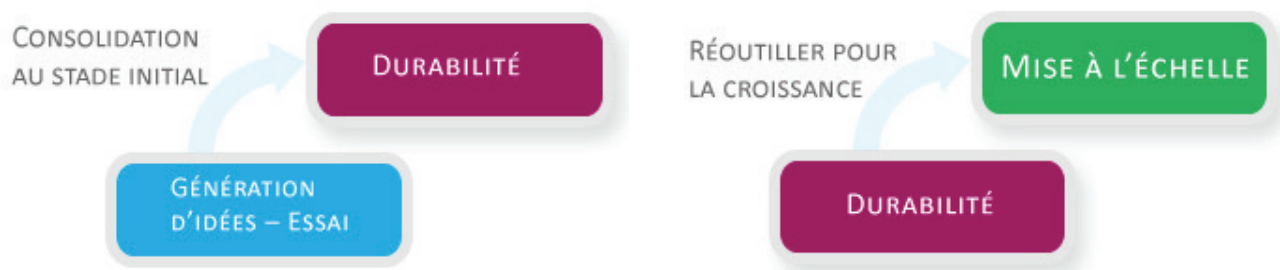 CONSOLIDATION
AU STADE INITIAL
DURABILITÉ
GÉNÉRATION
D'IDÉES – ESSAI
RÉOUTILLER POUR
LA CROISSANCE
MISE À L'ÉCHELLE
DURABILITÉ